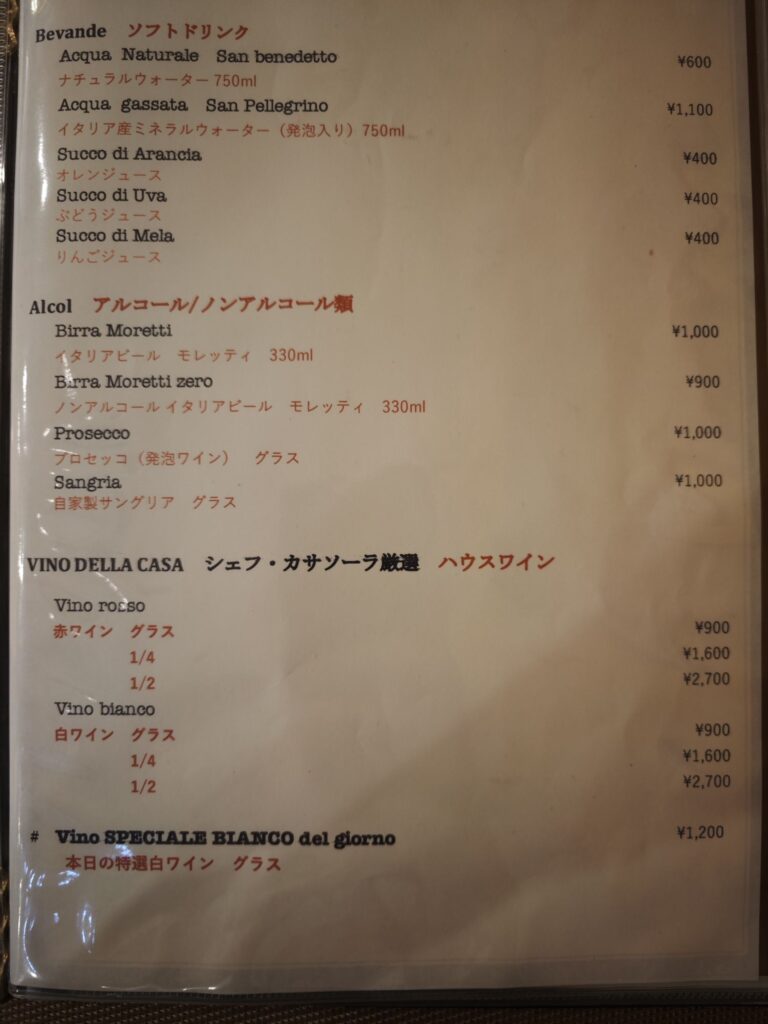 Bevande ソフトドリンク
Acqua Naturale San benedetto ¥600
ナチュラルウォーター 750ml
Acqua gassata San Pellegrino ¥1,100
イタリア産ミネラルウォーター（発泡入り）750ml
Succo di Arancia ¥400
オレンジュース
Succo di Uva ¥400
ぶどうジュース
Succo di Mela ¥400
りんごジュース
Alcol アルコール/ノンアルコール類
Birra Moretti ¥1,000
イタリアビール モレッティ 330ml
Birra Moretti zero ¥900
ノンアルコール イタリアビール モレッティ 330ml
Prosecco ¥1,000
プロセッコ（発泡ワイン） グラス
Sangria ¥1,000
自家製サングリア グラス
VINO DELLA CASA シェフ・カサソーラ厳選 ハウスワイン
Vino rosso
赤ワイン グラス ¥900
1/4 ¥1,600
1/2 ¥2,700
Vino bianco
白ワイン グラス ¥900
1/4 ¥1,600
1/2 ¥2,700
# Vino SPECIALE BIANCO del giorno ¥1,200
本日の特選白ワイン グラス